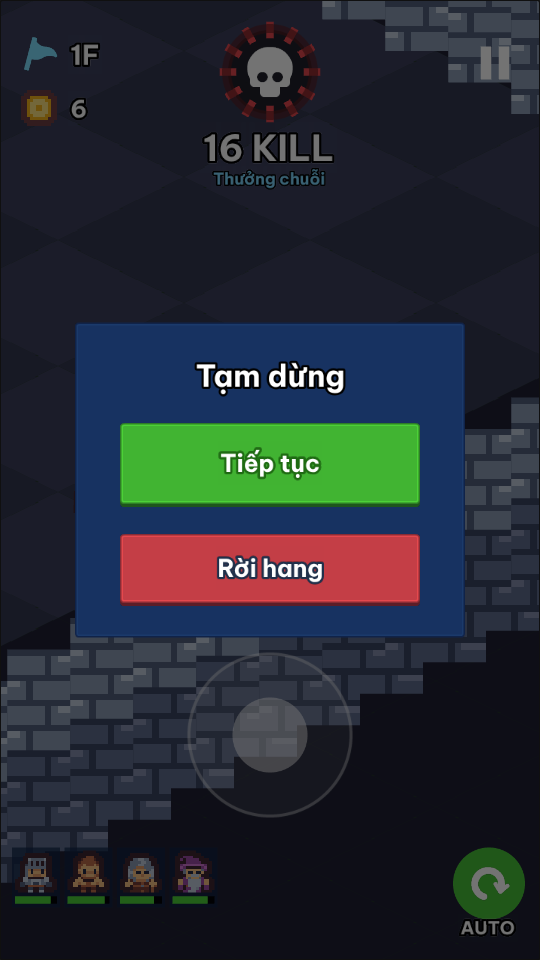 1F
6
16 KILL
Thưởng chuỗi
Tạm dừng
Tiếp tục
Rời hang
AUTO